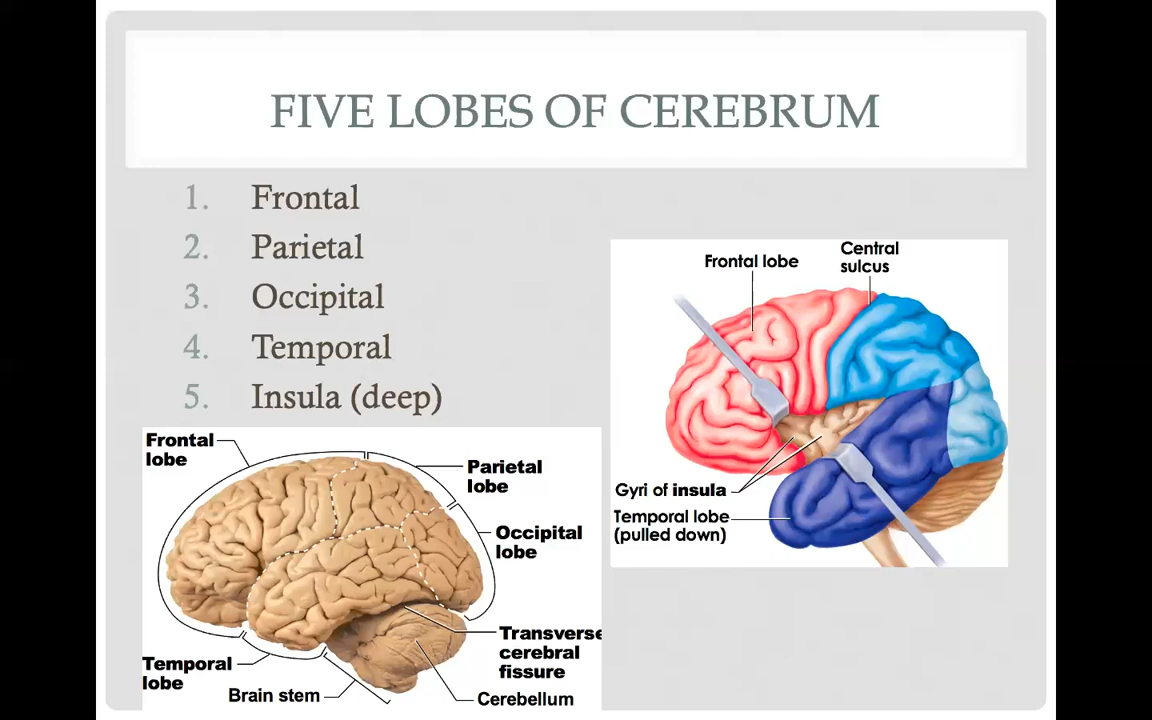 FIVE LOBES OF CEREBRUM
1. Frontal
2. Parietal
3. Occipital
4. Temporal
5. Insula (deep)
Frontal
lobe
Parietal
lobe
Occipital
lobe
Transverse
cerebral
fissure
Temporal
lobe
Brain stem
Cerebellum
Frontal lobe
Central
sulcus
Gyri of insula
Temporal lobe
(pulled down)